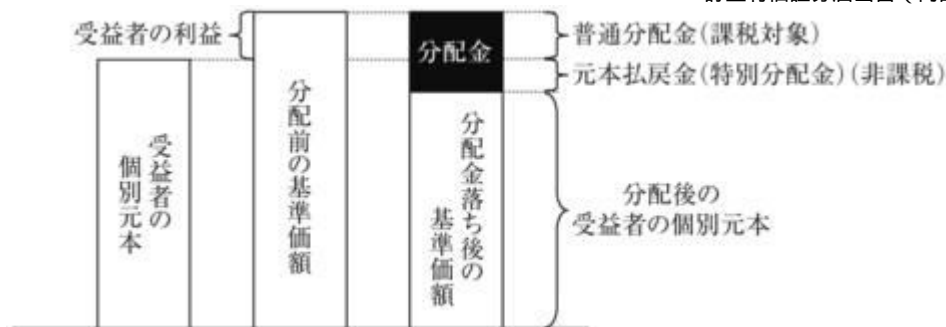 受益者の利益
分配金
普通分配金(課税対象)
元本払戻金(特別分配金)(非課税)
受益者の
個別元本
分配前の基準価額
分配金落ち後の
基準価額
分配後の
受益者の個別元本